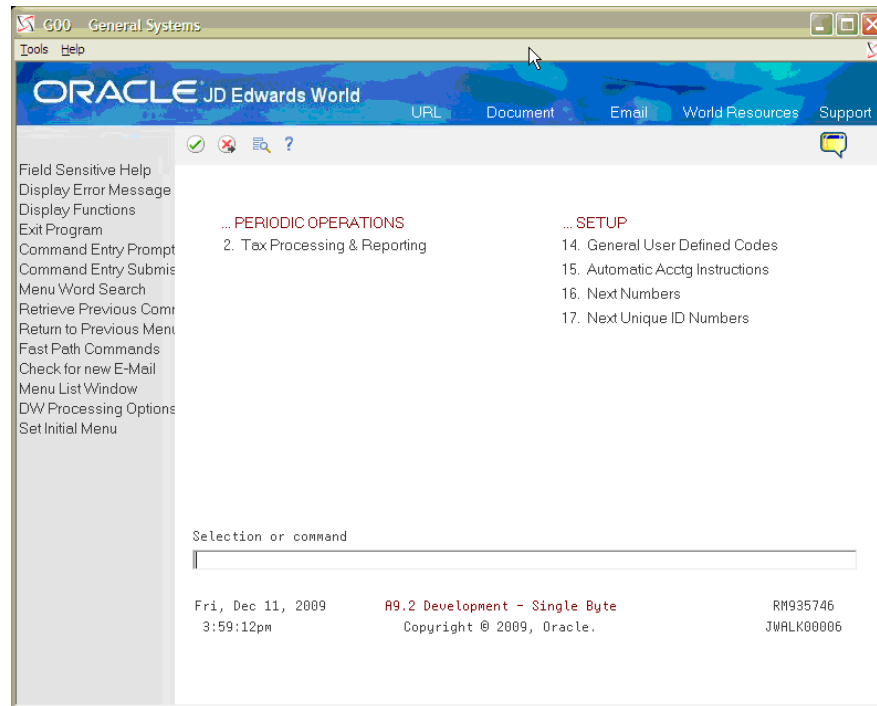 G00 General Systems
Tools Help
ORACLE JD Edwards World
URL Document Email World Resources Support
Field Sensitive Help
Display Error Message
Display Functions
Exit Program
Command Entry Prompt
Command Entry Submis
Menu Word Search
Retrieve Previous Comm
Return to Previous Menu
Fast Path Commands
Check for new E-Mail
Menu List Window
DW Processing Options
Set Initial Menu
... PERIODIC OPERATIONS
2. Tax Processing & Reporting
... SETUP
14. General User Defined Codes
15. Automatic Acctg Instructions
16. Next Numbers
17. Next Unique ID Numbers
Selection or command
Fri, Dec 11, 2009 A9.2 Development - Single Byte RM935746
3:59:12pm Copyright © 2009, Oracle. JWALK00006